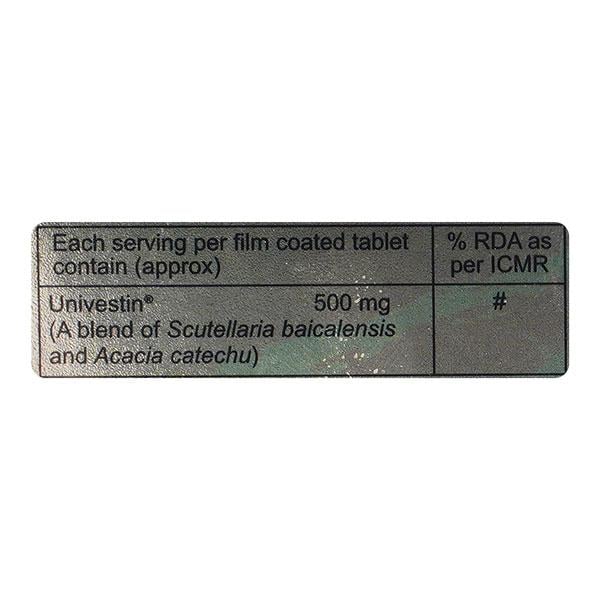 Each serving per film coated tablet contain (approx)
% RDA as per ICMR
Univestin® 500 mg #
(A blend of Scutellaria baicalensis
and Acacia catechu)